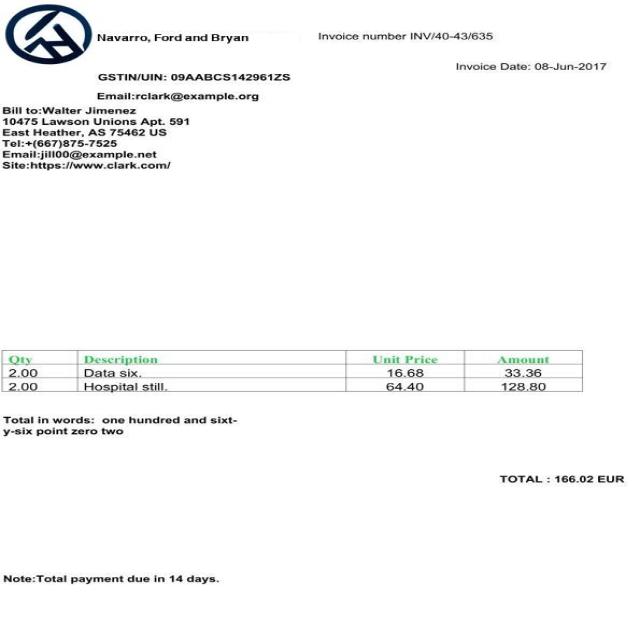 Navarro, Ford and Bryan
Invoice number INV/40-43/635
Invoice Date: 08-Jun-2017
GSTIN/UIN: 09AABCS142961ZS
Email:rclark@example.org
Bill to:Walter Jimenez
10475 Lawson Unions Apt. 591
East Heather, AS 75462 US
Tel:+(667)875-7525
Email:jill00@example.net
Site:https://www.clark.com/
Qty Description Unit Price Amount
2.00 Data six. 16.68 33.36
2.00 Hospital still. 64.40 128.80
Total in words: one hundred and sixt-
y-six point zero two
TOTAL : 166.02 EUR
Note:Total payment due in 14 days.